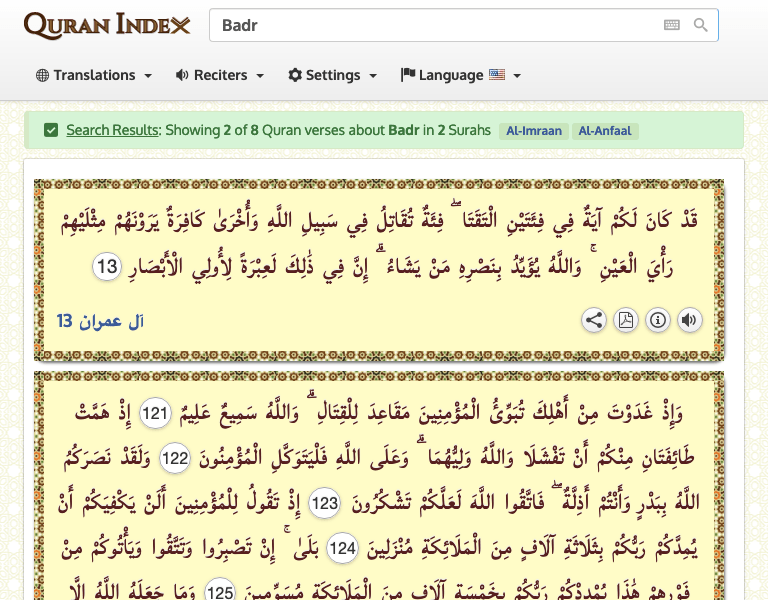 QURAN INDEX
Badr
Translations Reciters Settings Language
Search Results: Showing 2 of 8 Quran verses about Badr in 2 Surahs Al-Imraan Al-Anfaal
قَدْ كَانَ لَكُمْ آيَةٌ فِي فِئَتَيْنِ الْتَقَتَا ۖ فِئَةٌ تُقَاتِلُ فِي سَبِيلِ اللَّهِ وَأُخْرَىٰ كَافِرَةٌ يَرَوْنَهُمْ مِثْلَيْهِمْ
رَأْيَ الْعَيْنِ ۚ وَاللَّهُ يُؤَيِّدُ بِنَصْرِهِ مَنْ يَشَاءُ ۗ إِنَّ فِي ذَٰلِكَ لَعِبْرَةً لِأُولِي الْأَبْصَارِ 13
آل عمران 13
وَإِذْ غَدَوْتَ مِنْ أَهْلِكَ تُبَوِّئُ الْمُؤْمِنِينَ مَقَاعِدَ لِلْقِتَالِ ۗ وَاللَّهُ سَمِيعٌ عَلِيمٌ 121 إِذْ هَمَّتْ
طَائِفَتَانِ مِنْكُمْ أَنْ تَفْشَلَا وَاللَّهُ وَلِيُّهُمَا ۗ وَعَلَى اللَّهِ فَلْيَتَوَكَّلِ الْمُؤْمِنُونَ 122 وَلَقَدْ نَصَرَكُمُ
اللَّهُ بِبَدْرٍ وَأَنْتُمْ أَذِلَّةٌ ۖ فَاتَّقُوا اللَّهَ لَعَلَّكُمْ تَشْكُرُونَ 123 إِذْ تَقُولُ لِلْمُؤْمِنِينَ أَلَنْ يَكْفِيَكُمْ أَنْ
يُمِدَّكُمْ رَبُّكُمْ بِثَلَاثَةِ آلَافٍ مِنَ الْمَلَائِكَةِ مُنْزَلِينَ 124 بَلَىٰ ۚ إِنْ تَصْبِرُوا وَتَتَّقُوا وَيَأْتُوكُمْ مِنْ
فَوْرِهِمْ هَٰذَا يُمْدِدْكُمْ رَبُّكُمْ بِخَمْسَةِ آلَافٍ مِنَ الْمَلَائِكَةِ مُسَوِّمِينَ 125 وَمَا جَعَلَهُ اللَّهُ إِلَّا